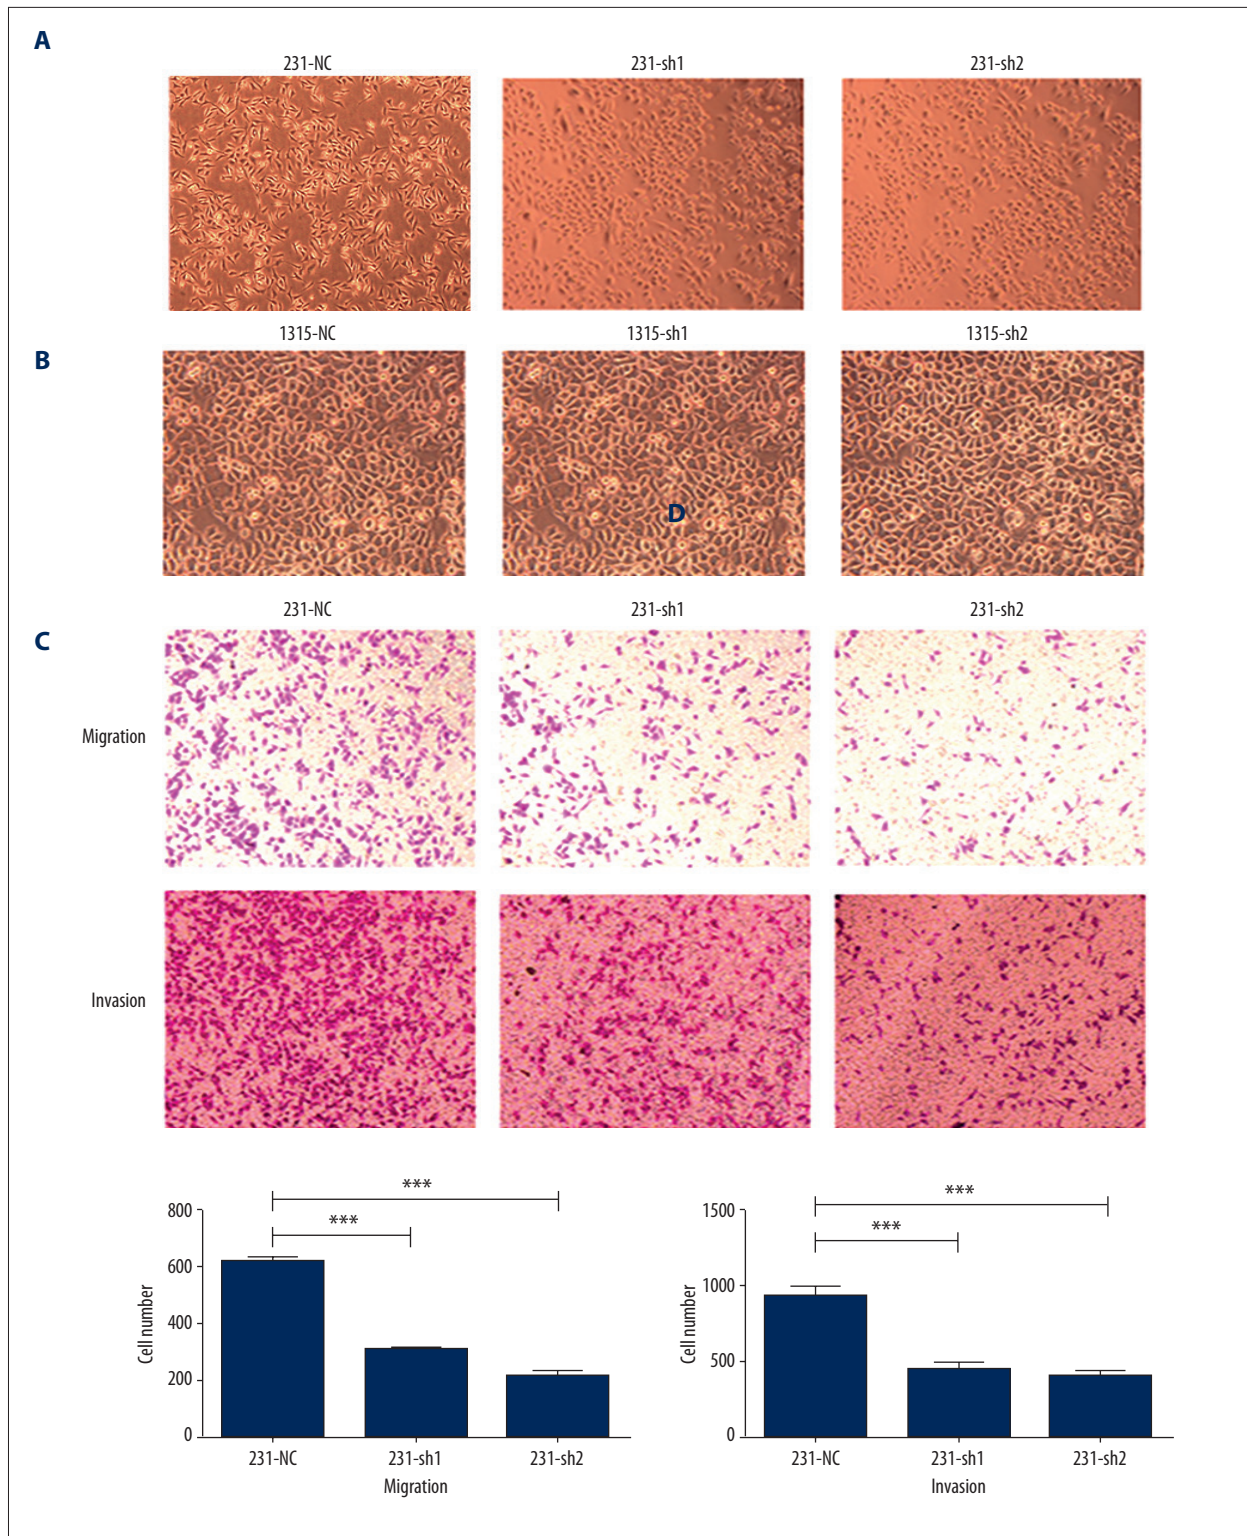 A
231-NC 231-sh1 231-sh2
B
1315-NC 1315-sh1 1315-sh2
D
C
231-NC 231-sh1 231-sh2
Migration
Invasion
***
***
800
600
400
200
0
Cell number
231-NC 231-sh1 231-sh2
Migration
***
***
1500
1000
500
0
Cell number
231-NC 231-sh1 231-sh2
Invasion